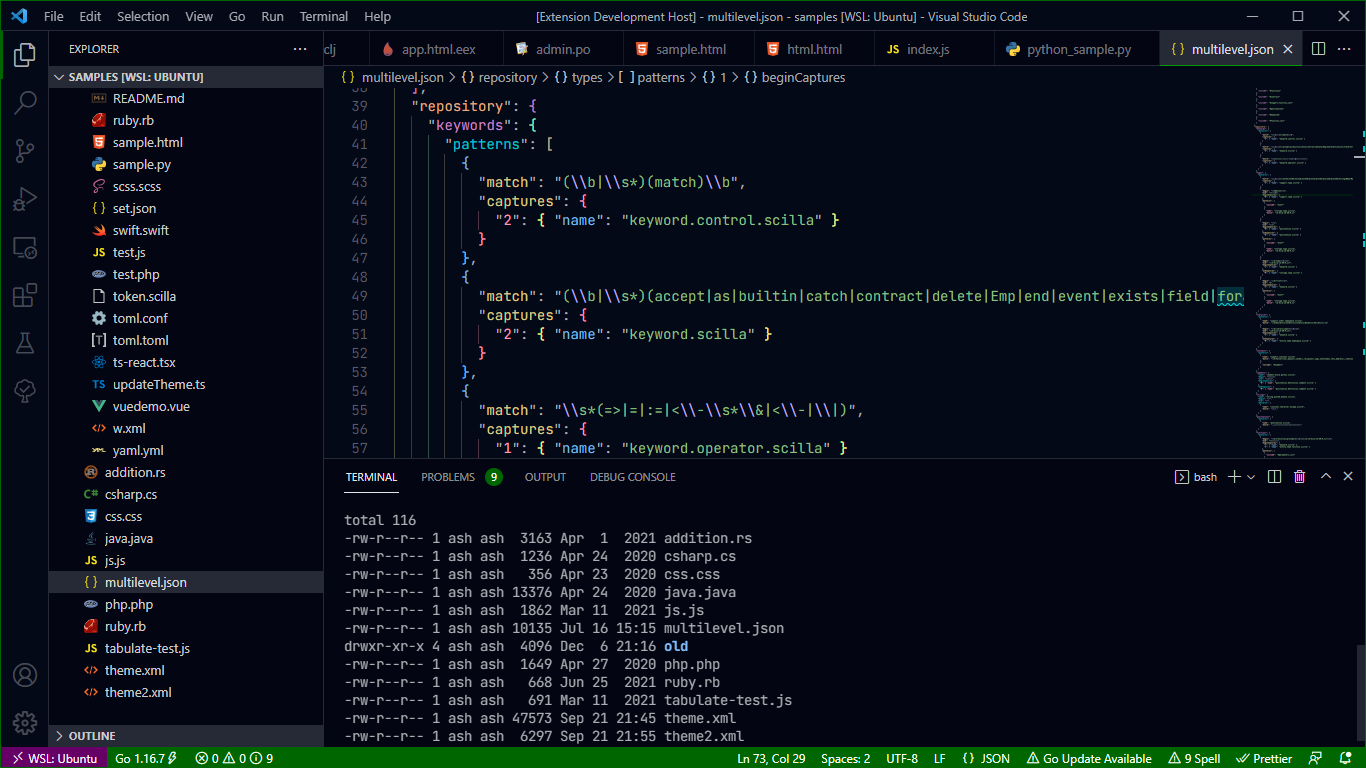 File Edit Selection View Go Run Terminal Help
[Extension Development Host] - multilevel.json - samples [WSL: Ubuntu] - Visual Studio Code
EXPLORER
clj app.html.eex admin.po sample.html html.html JS index.js python_sample.py {} multilevel.json
{} multilevel.json > {} repository > {} types > [ ] patterns > {} 1 > {} beginCaptures
SAMPLES [WSL: UBUNTU]
README.md
ruby.rb
sample.html
sample.py
scss.scss
{} set.json
swift.swift
JS test.js
test.php
token.scilla
toml.conf
[T] toml.toml
ts-react.tsx
TS updateTheme.ts
vuedemo.vue
w.xml
yaml.yml
addition.rs
C# csharp.cs
css.css
java.java
JS js.js
{} multilevel.json
php.php
ruby.rb
JS tabulate-test.js
theme.xml
theme2.xml
OUTLINE
38 ],
39 "repository": {
40 "keywords": {
41 "patterns": [
42 {
43 "match": "(\\b|\\s*)(match)\\b",
44 "captures": {
45 "2": { "name": "keyword.control.scilla" }
46 }
47 },
48 {
49 "match": "(\\b|\\s*)(accept|as|builtin|catch|contract|delete|Emp|end|event|exists|field|for
50 "captures": {
51 "2": { "name": "keyword.scilla" }
52 }
53 },
54 {
55 "match": "\\s*(=>|=|:=|<\\-\\s*\\&|<\\-|\\|)",
56 "captures": {
57 "1": { "name": "keyword.operator.scilla" }
TERMINAL PROBLEMS 9 OUTPUT DEBUG CONSOLE
bash
total 116
-rw-r--r-- 1 ash ash 3163 Apr 1 2021 addition.rs
-rw-r--r-- 1 ash ash 1236 Apr 24 2020 csharp.cs
-rw-r--r-- 1 ash ash 356 Apr 23 2020 css.css
-rw-r--r-- 1 ash ash 13376 Apr 24 2020 java.java
-rw-r--r-- 1 ash ash 1862 Mar 11 2021 js.js
-rw-r--r-- 1 ash ash 10135 Jul 16 15:15 multilevel.json
drwxr-xr-x 4 ash ash 4096 Dec 6 21:16 old
-rw-r--r-- 1 ash ash 1649 Apr 27 2020 php.php
-rw-r--r-- 1 ash ash 668 Jun 25 2021 ruby.rb
-rw-r--r-- 1 ash ash 691 Mar 11 2021 tabulate-test.js
-rw-r--r-- 1 ash ash 47573 Sep 21 21:45 theme.xml
-rw-r--r-- 1 ash ash 6297 Sep 21 21:55 theme2.xml
WSL: Ubuntu Go 1.16.7 0 0 9 Ln 73, Col 29 Spaces: 2 UTF-8 LF {} JSON Go Update Available 9 Spell Prettier